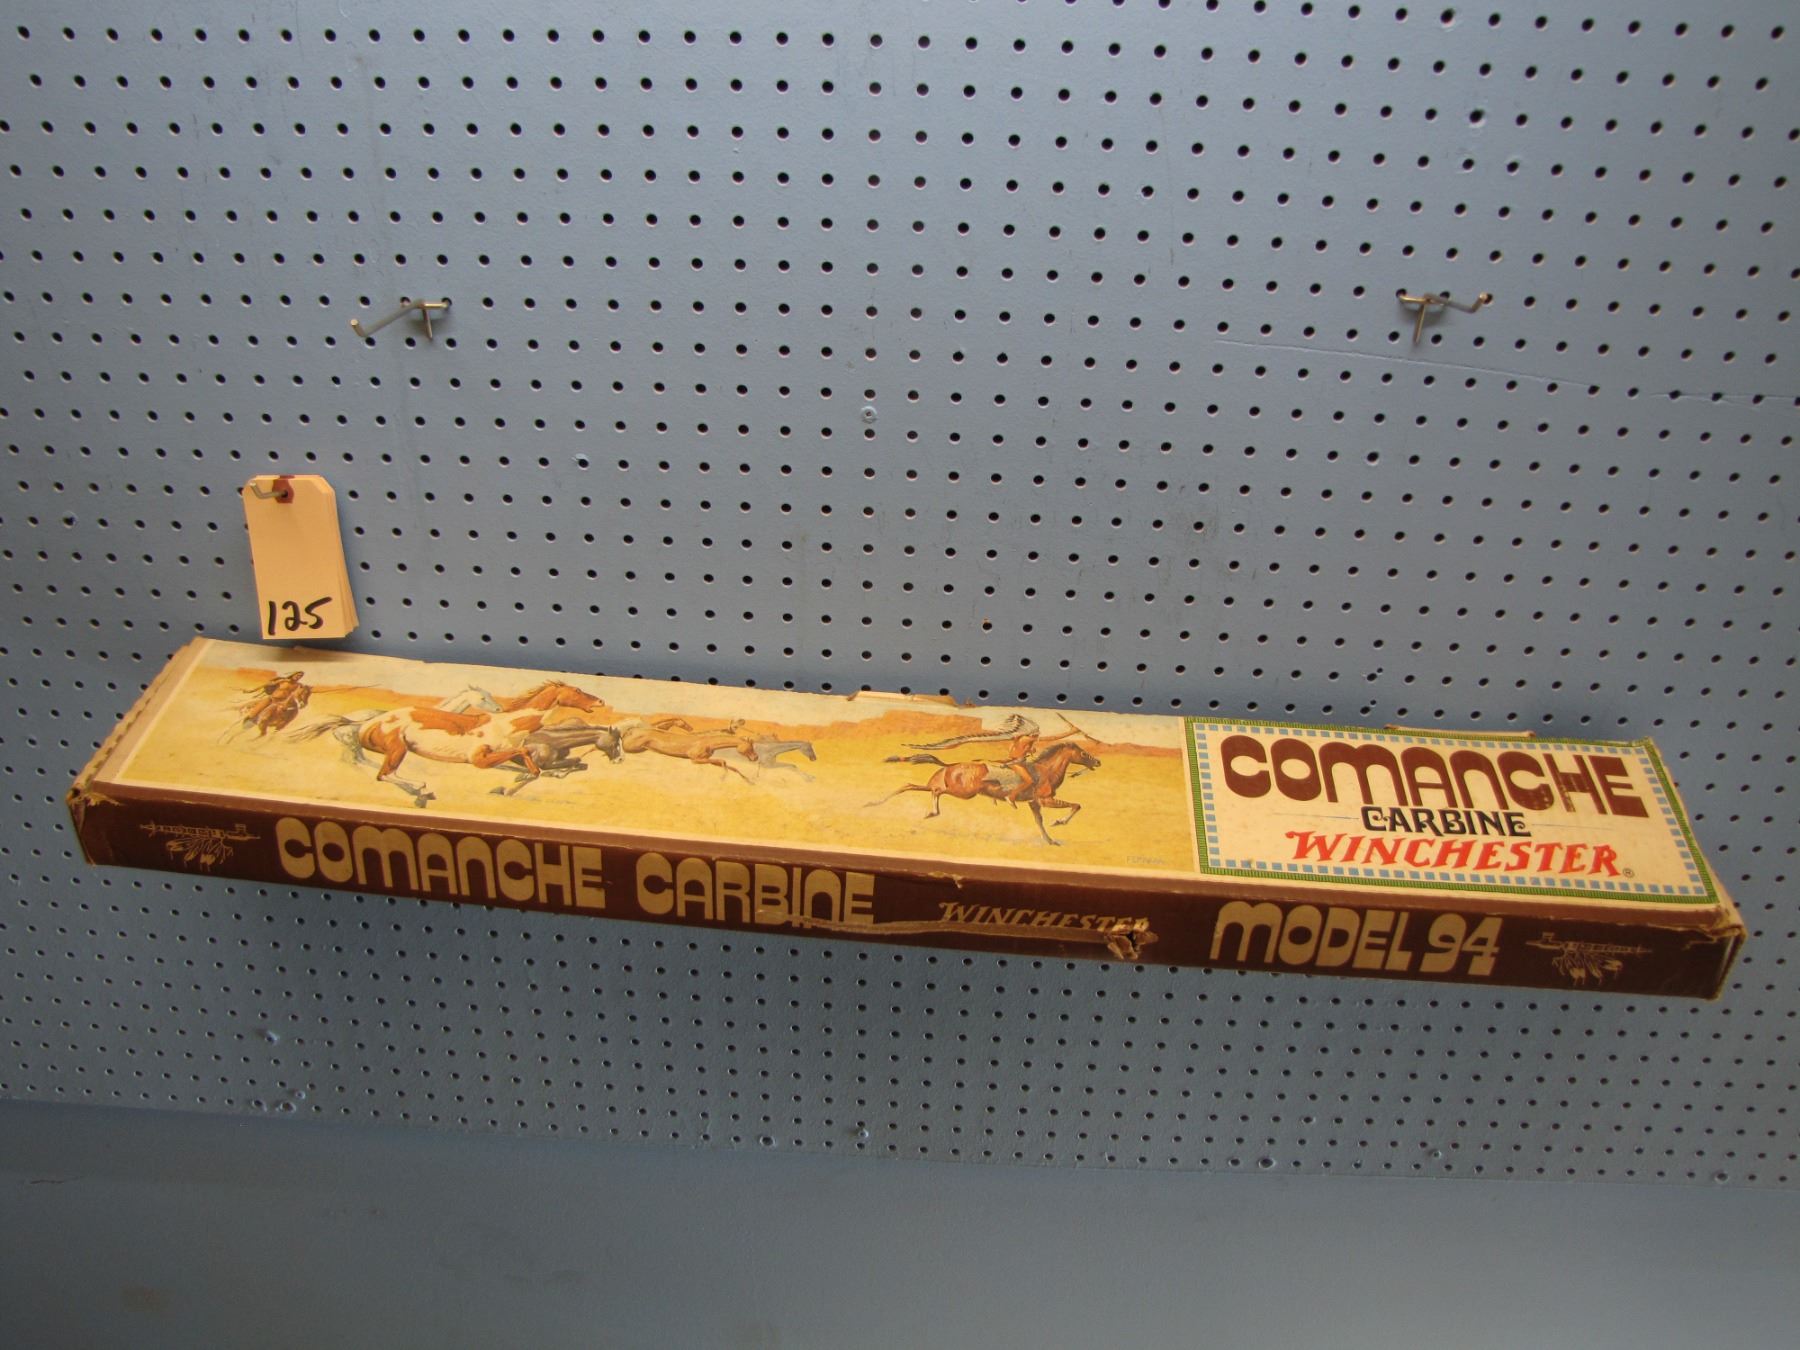 125
COMANCHE
CARBINE
WINCHESTER®
COMANCHE CARBINE WINCHESTER MODEL 94